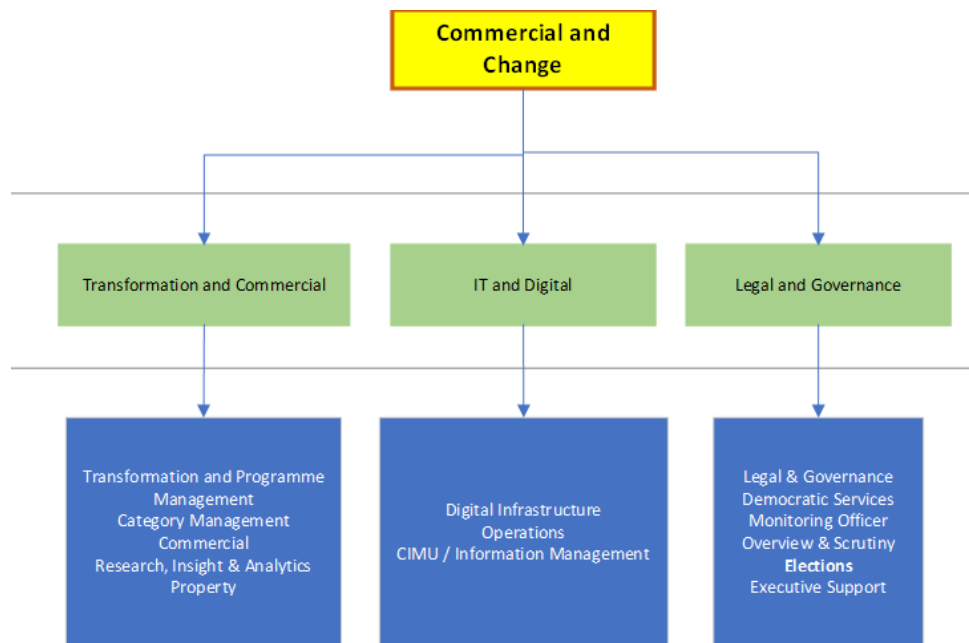 Commercial and
Change
Transformation and Commercial
IT and Digital
Legal and Governance
Transformation and Programme
Management
Category Management
Commercial
Research, Insight & Analytics
Property
Digital Infrastructure
Operations
CIMU / Information Management
Legal & Governance
Democratic Services
Monitoring Officer
Overview & Scrutiny
Elections
Executive Support